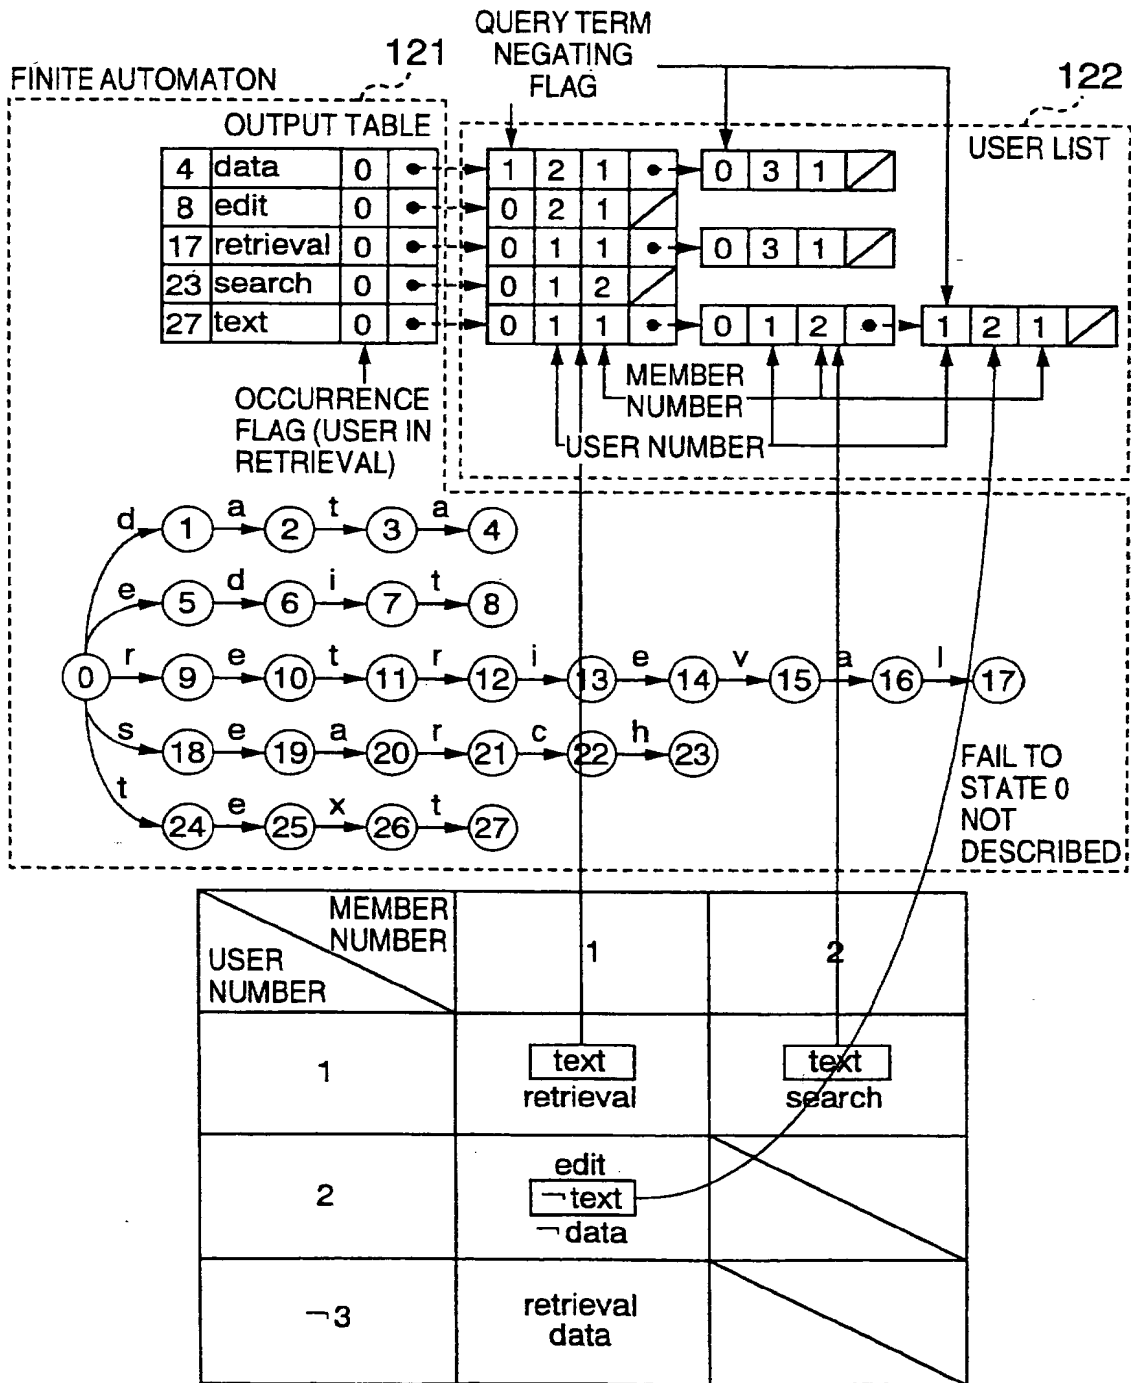 QUERY TERM
NEGATING
FLAG
121
122
FINITE AUTOMATON
OUTPUT TABLE
USER LIST
4 data 0 1 2 1 0 3 1
8 edit 0 0 2 1
17 retrieval 0 0 1 1 0 3 1
23 search 0 0 1 2
27 text 0 0 1 1 0 1 2 1 2 1
OCCURRENCE
FLAG (USER IN
RETRIEVAL)
MEMBER
NUMBER
USER NUMBER
d 1 a 2 t 3 a 4
e 5 d 6 i 7 t 8
0 r 9 e 10 t 11 r 12 i 13 e 14 v 15 a 16 l 17
s 18 e 19 a 20 r 21 c 22 h 23
t 24 e 25 x 26 t 27
FAIL TO
STATE 0
NOT
DESCRIBED
MEMBER
NUMBER
USER
NUMBER
1 2
1
text
retrieval
text
search
2
edit
¬text
¬data
¬3
retrieval
data